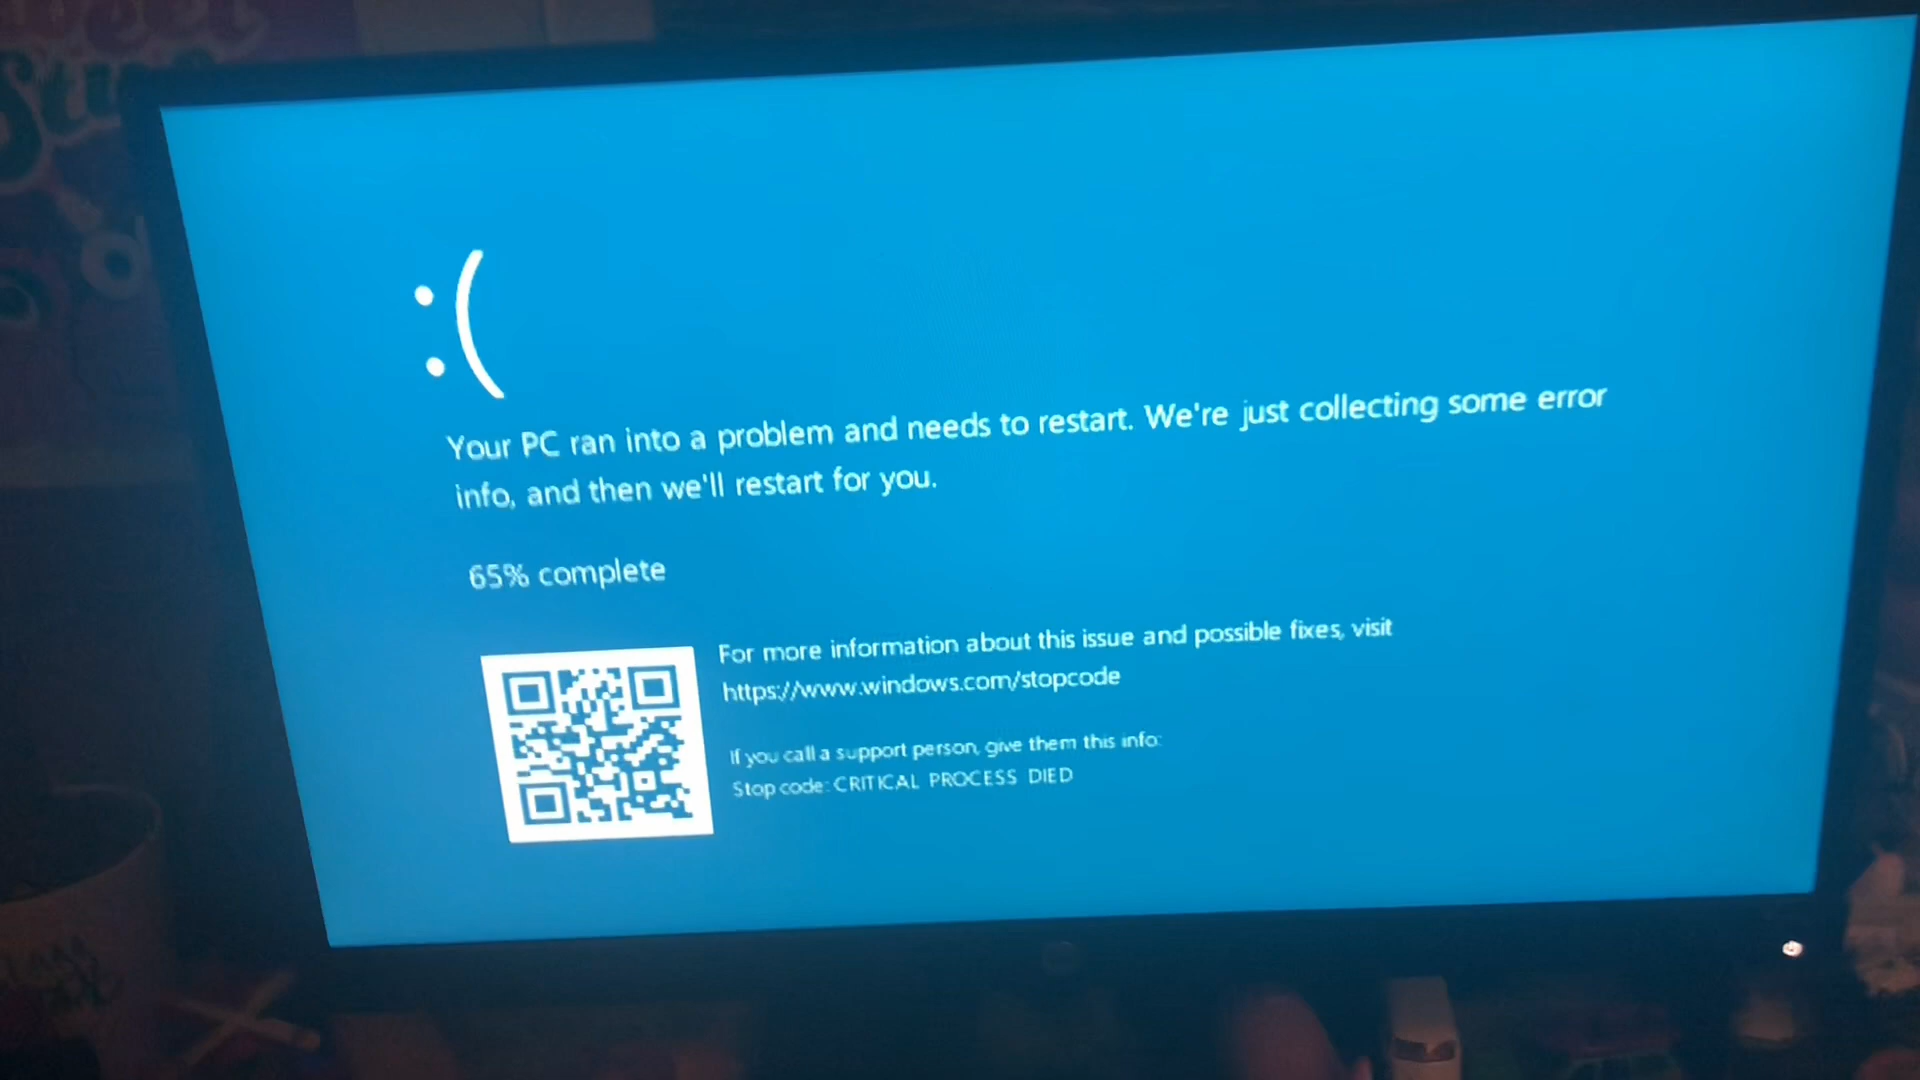 :(
Your PC ran into a problem and needs to restart. We're just collecting some error
info, and then we'll restart for you.
65% complete
For more information about this issue and possible fixes, visit
https://www.windows.com/stopcode
If you call a support person, give them this info:
Stop code: CRITICAL PROCESS DIED